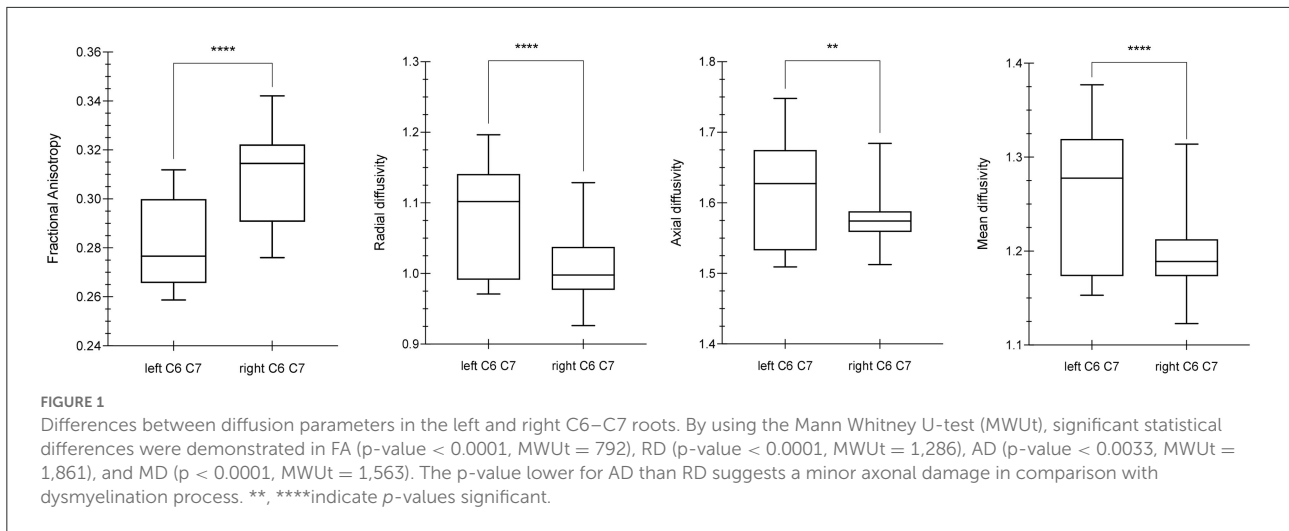 ****
****
**
****
0.36
0.34
0.32
0.30
0.28
0.26
0.24
Fractional Anisotropy
left C6 C7
right C6 C7
1.3
1.2
1.1
1.0
0.9
Radial diffusivity
left C6 C7
right C6 C7
1.8
1.7
1.6
1.5
1.4
Axial diffusivity
left C6 C7
right C6 C7
1.4
1.3
1.2
1.1
Mean diffusivity
left C6 C7
right C6 C7
FIGURE 1
Differences between diffusion parameters in the left and right C6–C7 roots. By using the Mann Whitney U-test (MWUt), significant statistical
differences were demonstrated in FA (p-value < 0.0001, MWUt = 792), RD (p-value < 0.0001, MWUt = 1,286), AD (p-value < 0.0033, MWUt =
1,861), and MD (p < 0.0001, MWUt = 1,563). The p-value lower for AD than RD suggests a minor axonal damage in comparison with
dysmyelination process. **, ****indicate p-values significant.